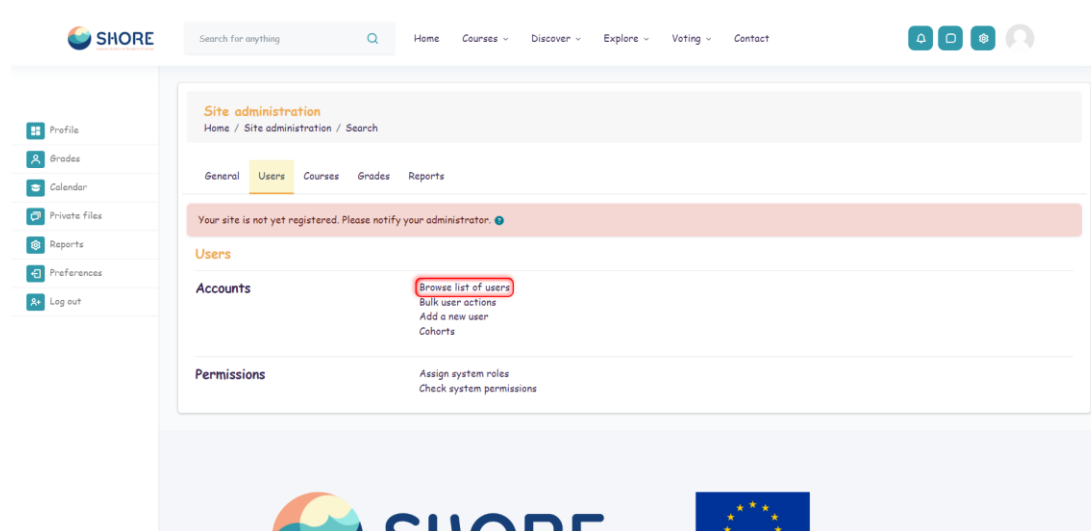 SHORE
Search for anything
Home Courses Discover Explore Voting Contact
Site administration
Home / Site administration / Search
Profile
Grades
Calendar
Private files
Reports
Preferences
Log out
General Users Courses Grades Reports
Your site is not yet registered. Please notify your administrator.
Users
Accounts
Browse list of users
Bulk user actions
Add a new user
Cohorts
Permissions
Assign system roles
Check system permissions
SHORE